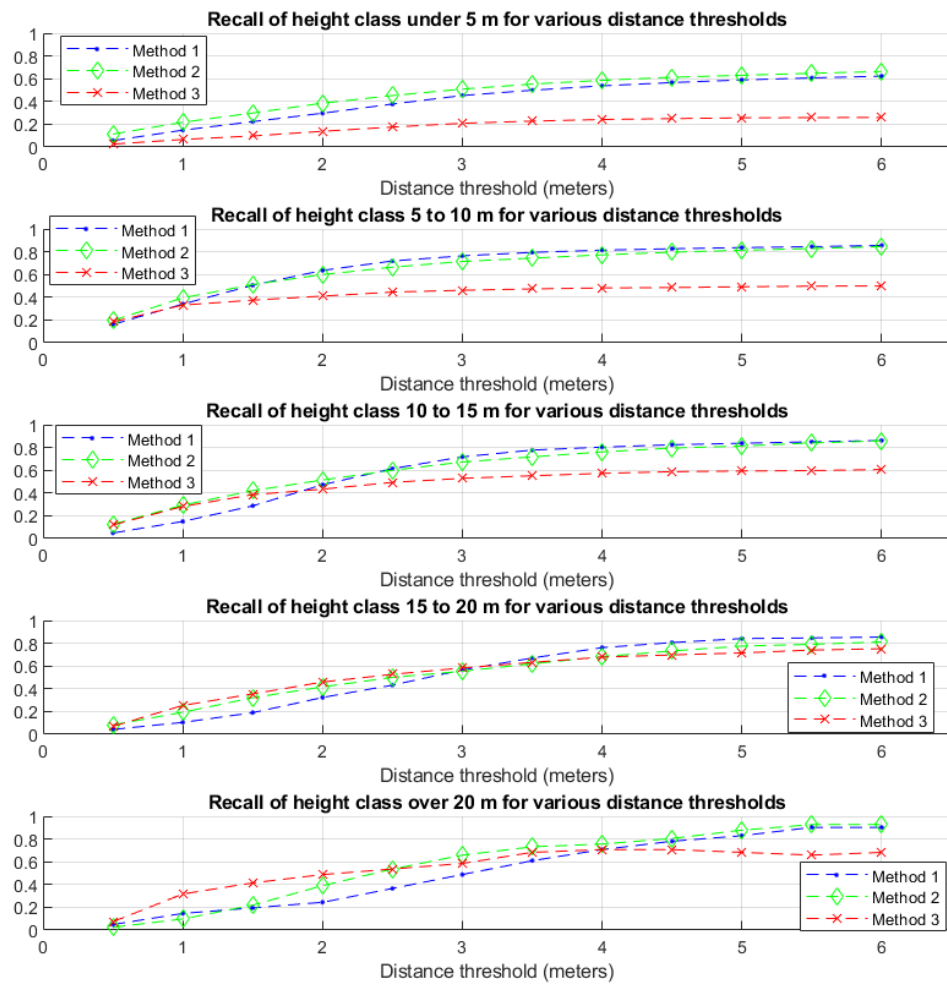 Recall of height class under 5 m for various distance thresholds
1
0.8
0.6
0.4
0.2
0
Method 1
Method 2
Method 3
0 1 2 3 4 5 6
Distance threshold (meters)
Recall of height class 5 to 10 m for various distance thresholds
1
0.8
0.6
0.4
0.2
0
Method 1
Method 2
Method 3
0 1 2 3 4 5 6
Distance threshold (meters)
Recall of height class 10 to 15 m for various distance thresholds
1
0.8
0.6
0.4
0.2
0
Method 1
Method 2
Method 3
0 1 2 3 4 5 6
Distance threshold (meters)
Recall of height class 15 to 20 m for various distance thresholds
1
0.8
0.6
0.4
0.2
0
Method 1
Method 2
Method 3
0 1 2 3 4 5 6
Distance threshold (meters)
Recall of height class over 20 m for various distance thresholds
1
0.8
0.6
0.4
0.2
0
Method 1
Method 2
Method 3
0 1 2 3 4 5 6
Distance threshold (meters)